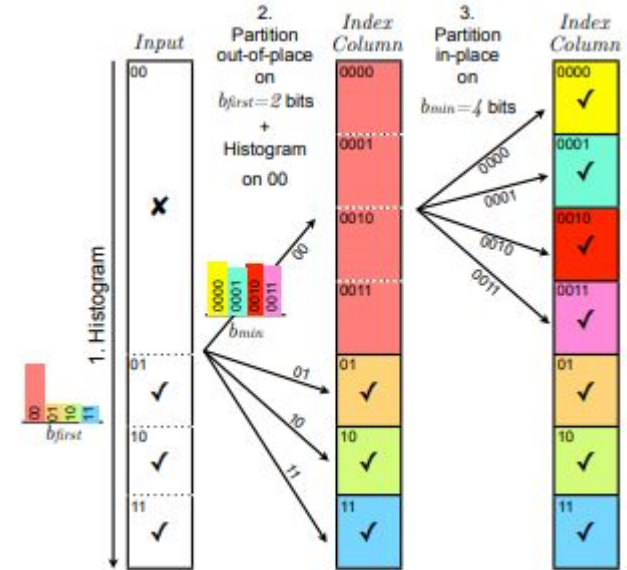 Input
2.
Partition
out-of-place
on
bfirst=2 bits
+
Histogram
on 00
Index
Column
3.
Partition
in-place
on
bmin=4 bits
Index
Column
1. Histogram
00
✘
01
✓
10
✓
11
✓
00
01
10
11
bfirst
0000
0001
0010
0011
bmin
00
01
10
11
0000
0001
0010
0011
01
✓
10
✓
11
✓
0000
0001
0010
0011
0000
✓
0001
✓
0010
✓
0011
✓
01
✓
10
✓
11
✓